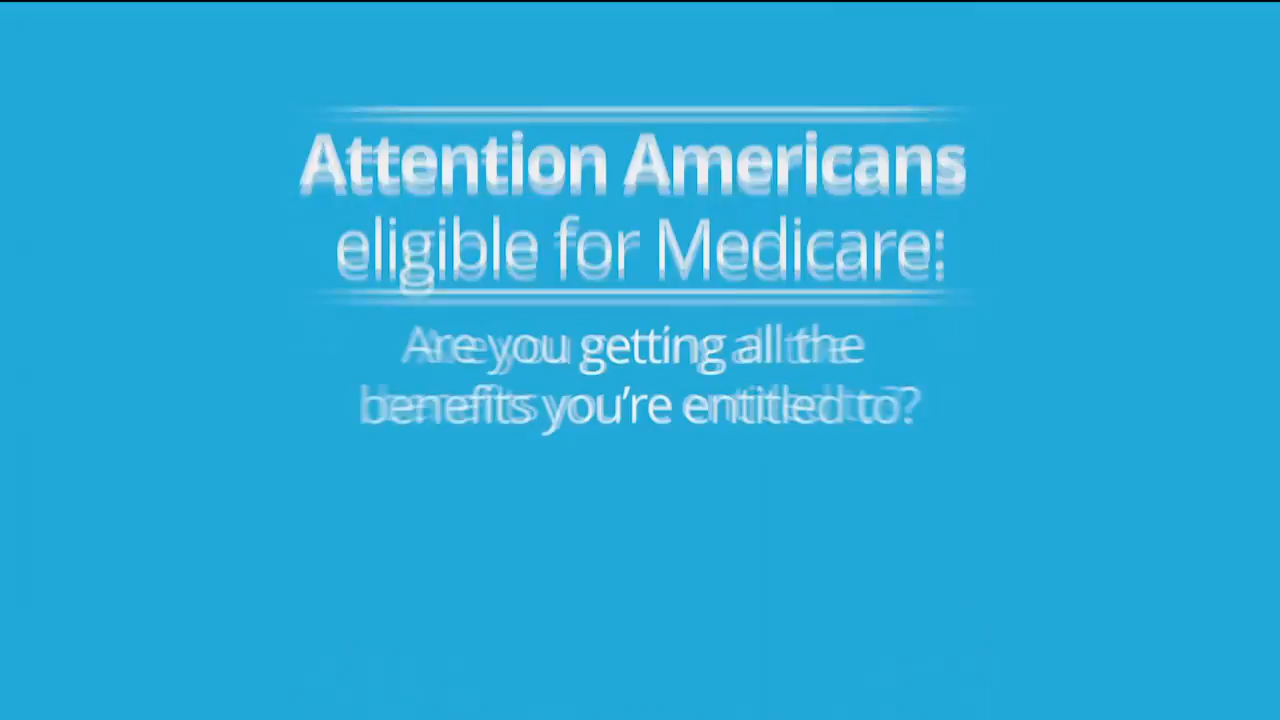 Attention Americans
eligible for Medicare:
Are you getting all the
benefits you’re entitled to?